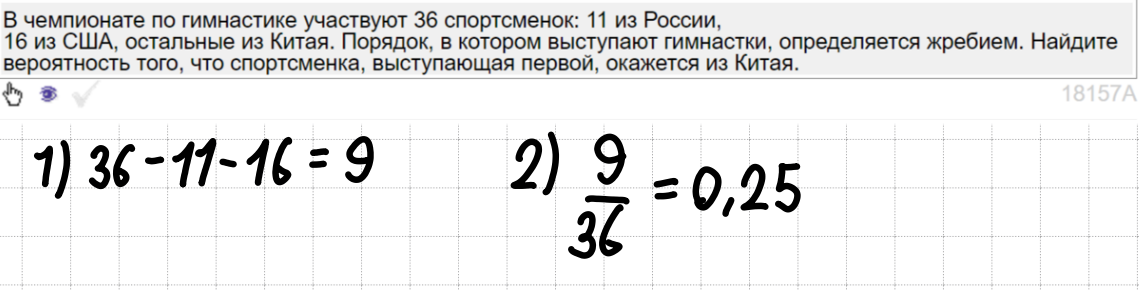 В чемпионате по гимнастике участвуют 36 спортсменок: 11 из России,
16 из США, остальные из Китая. Порядок, в котором выступают гимнастки, определяется жребием. Найдите
вероятность того, что спортсменка, выступающая первой, окажется из Китая.
18157A
1) 36 - 11 - 16 = 9
2) 9/36 = 0,25